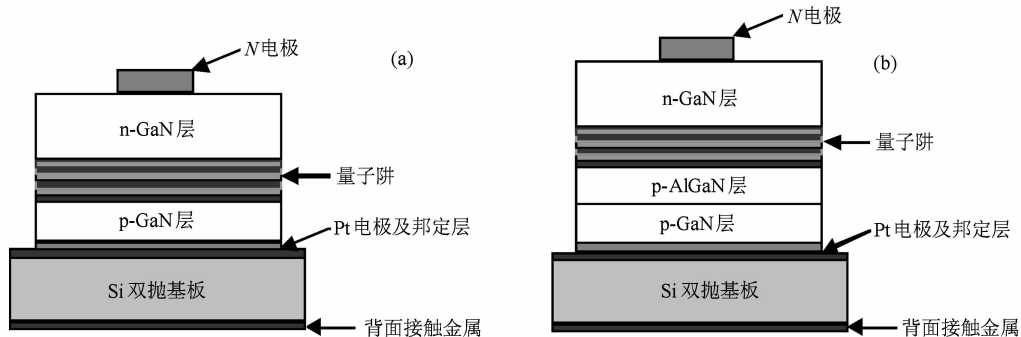 N电极
(a)
n-GaN层
量子阱
p-GaN层
Pt电极及邦定层
Si双抛基板
背面接触金属
N电极
(b)
n-GaN层
量子阱
p-AlGaN层
p-GaN层
Pt电极及邦定层
Si双抛基板
背面接触金属